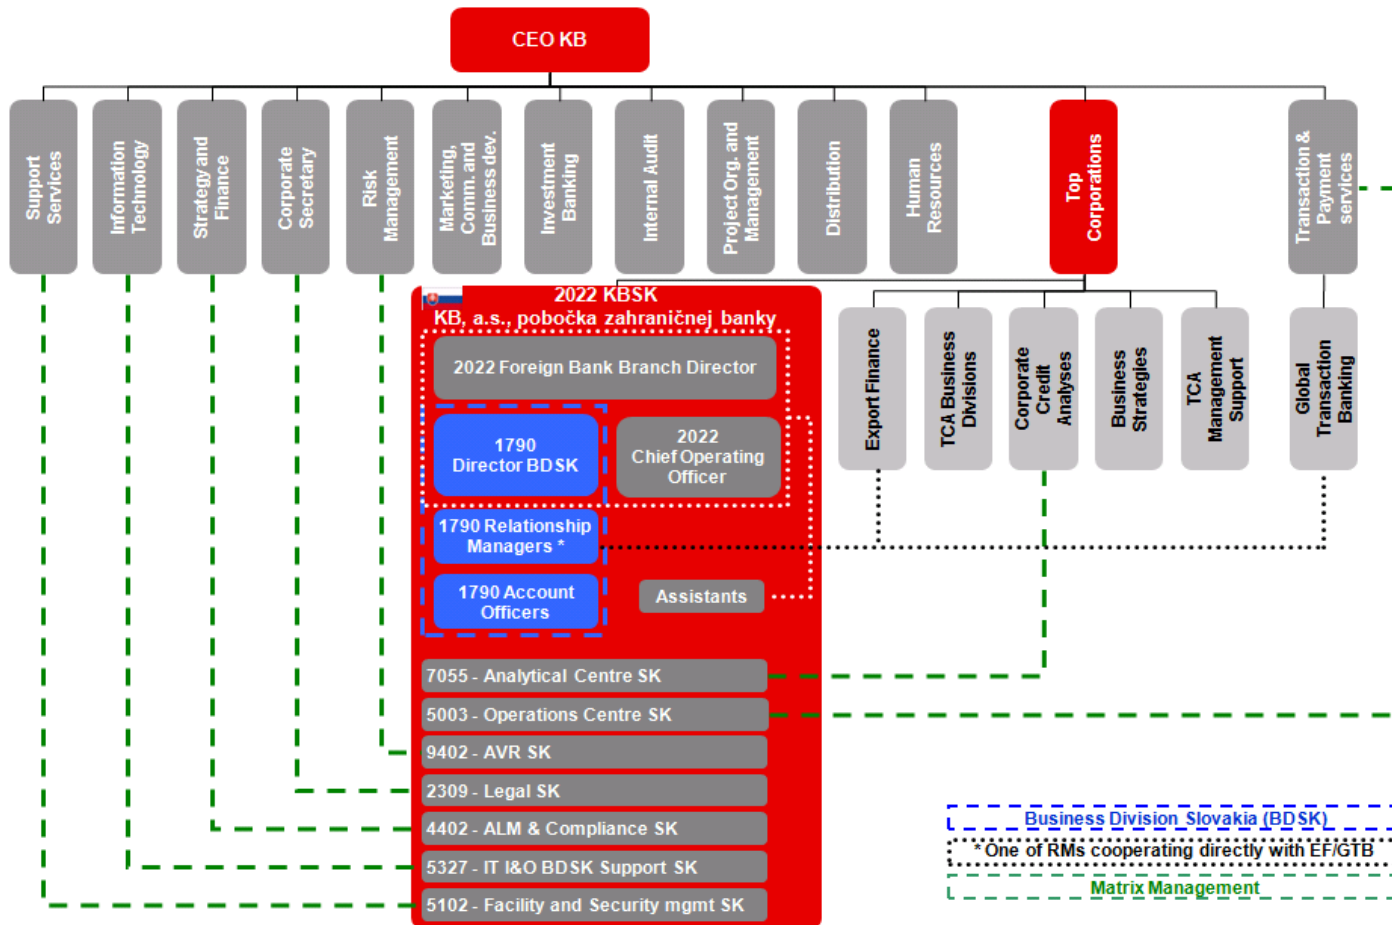 CEO KB
Support
Services
Information
Technology
Strategy and
Finance
Corporate
Secretary
Risk
Management
Marketing,
Comm. and
Business dev.
Investment
Banking
Internal Audit
Project Org. and
Management
Distribution
Human
Resources
Top
Corporations
Transaction &
Payment
services
2022 KBSK
KB, a.s., pobočka zahraničnej banky
2022 Foreign Bank Branch Director
1790
Director BDSK
2022
Chief Operating
Officer
1790 Relationship
Managers *
1790 Account
Officers
Assistants
Export Finance
TCA Business
Divisions
Corporate
Credit
Analyses
Business
Strategies
TCA
Management
Support
Global
Transaction
Banking
7055 - Analytical Centre SK
5003 - Operations Centre SK
9402 - AVR SK
2309 - Legal SK
4402 - ALM & Compliance SK
5327 - IT I&O BDSK Support SK
5102 - Facility and Security mgmt SK
Business Division Slovakia (BDSK)
* One of RMs cooperating directly with EF/GTB
Matrix Management